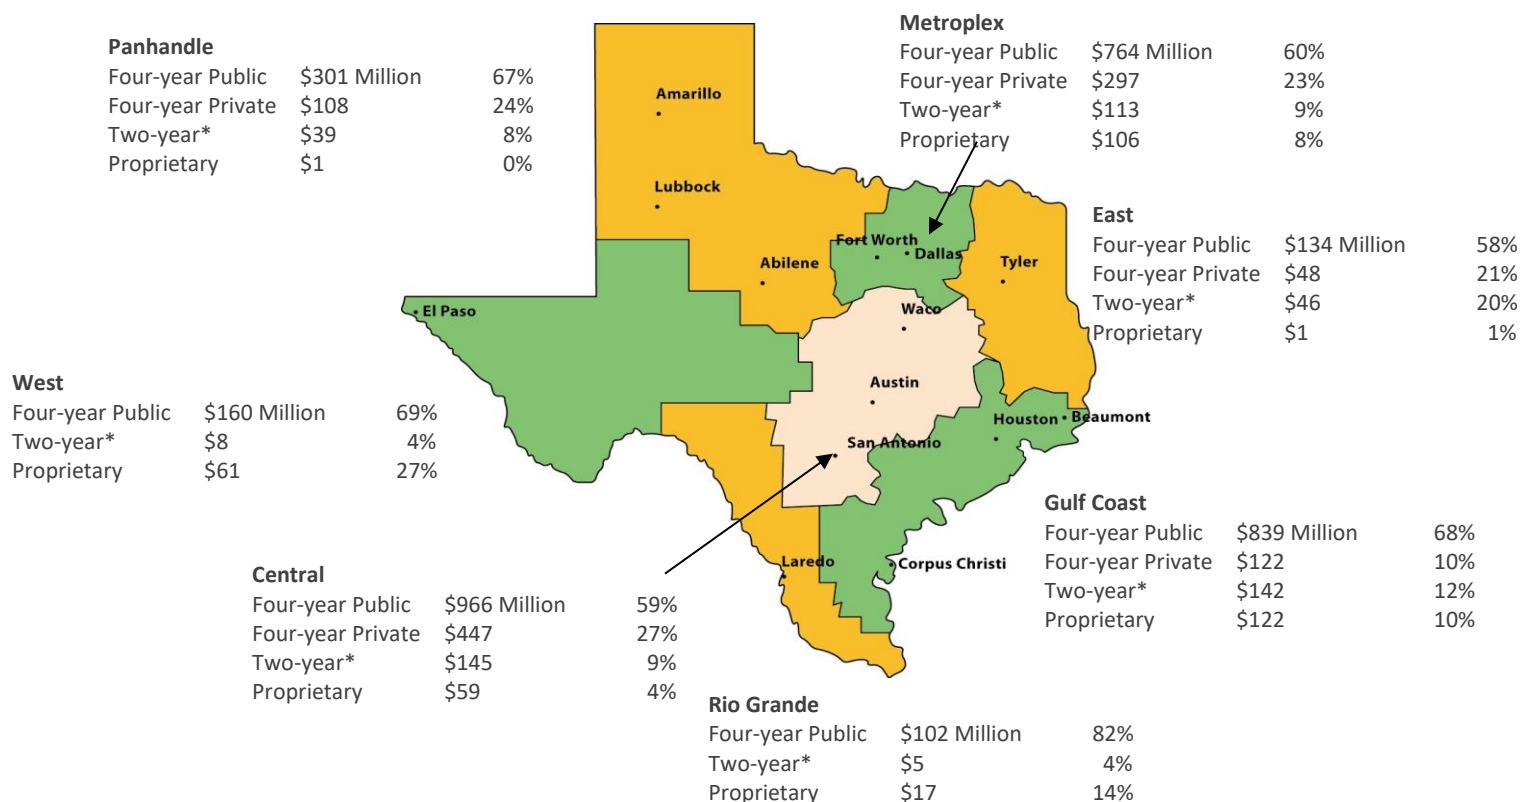 Panhandle
Four-year Public $301 Million 67%
Four-year Private $108 24%
Two-year* $39 8%
Proprietary $1 0%
Metroplex
Four-year Public $764 Million 60%
Four-year Private $297 23%
Two-year* $113 9%
Proprietary $106 8%
Amarillo
Lubbock
Abilene
Fort Worth
Dallas
Tyler
East
Four-year Public $134 Million 58%
Four-year Private $48 21%
Two-year* $46 20%
Proprietary $1 1%
El Paso
Waco
Austin
San Antonio
Houston
Beaumont
West
Four-year Public $160 Million 69%
Two-year* $8 4%
Proprietary $61 27%
Gulf Coast
Four-year Public $839 Million 68%
Four-year Private $122 10%
Two-year* $142 12%
Proprietary $122 10%
Laredo
Corpus Christi
Central
Four-year Public $966 Million 59%
Four-year Private $447 27%
Two-year* $145 9%
Proprietary $59 4%
Rio Grande
Four-year Public $102 Million 82%
Two-year* $5 4%
Proprietary $17 14%